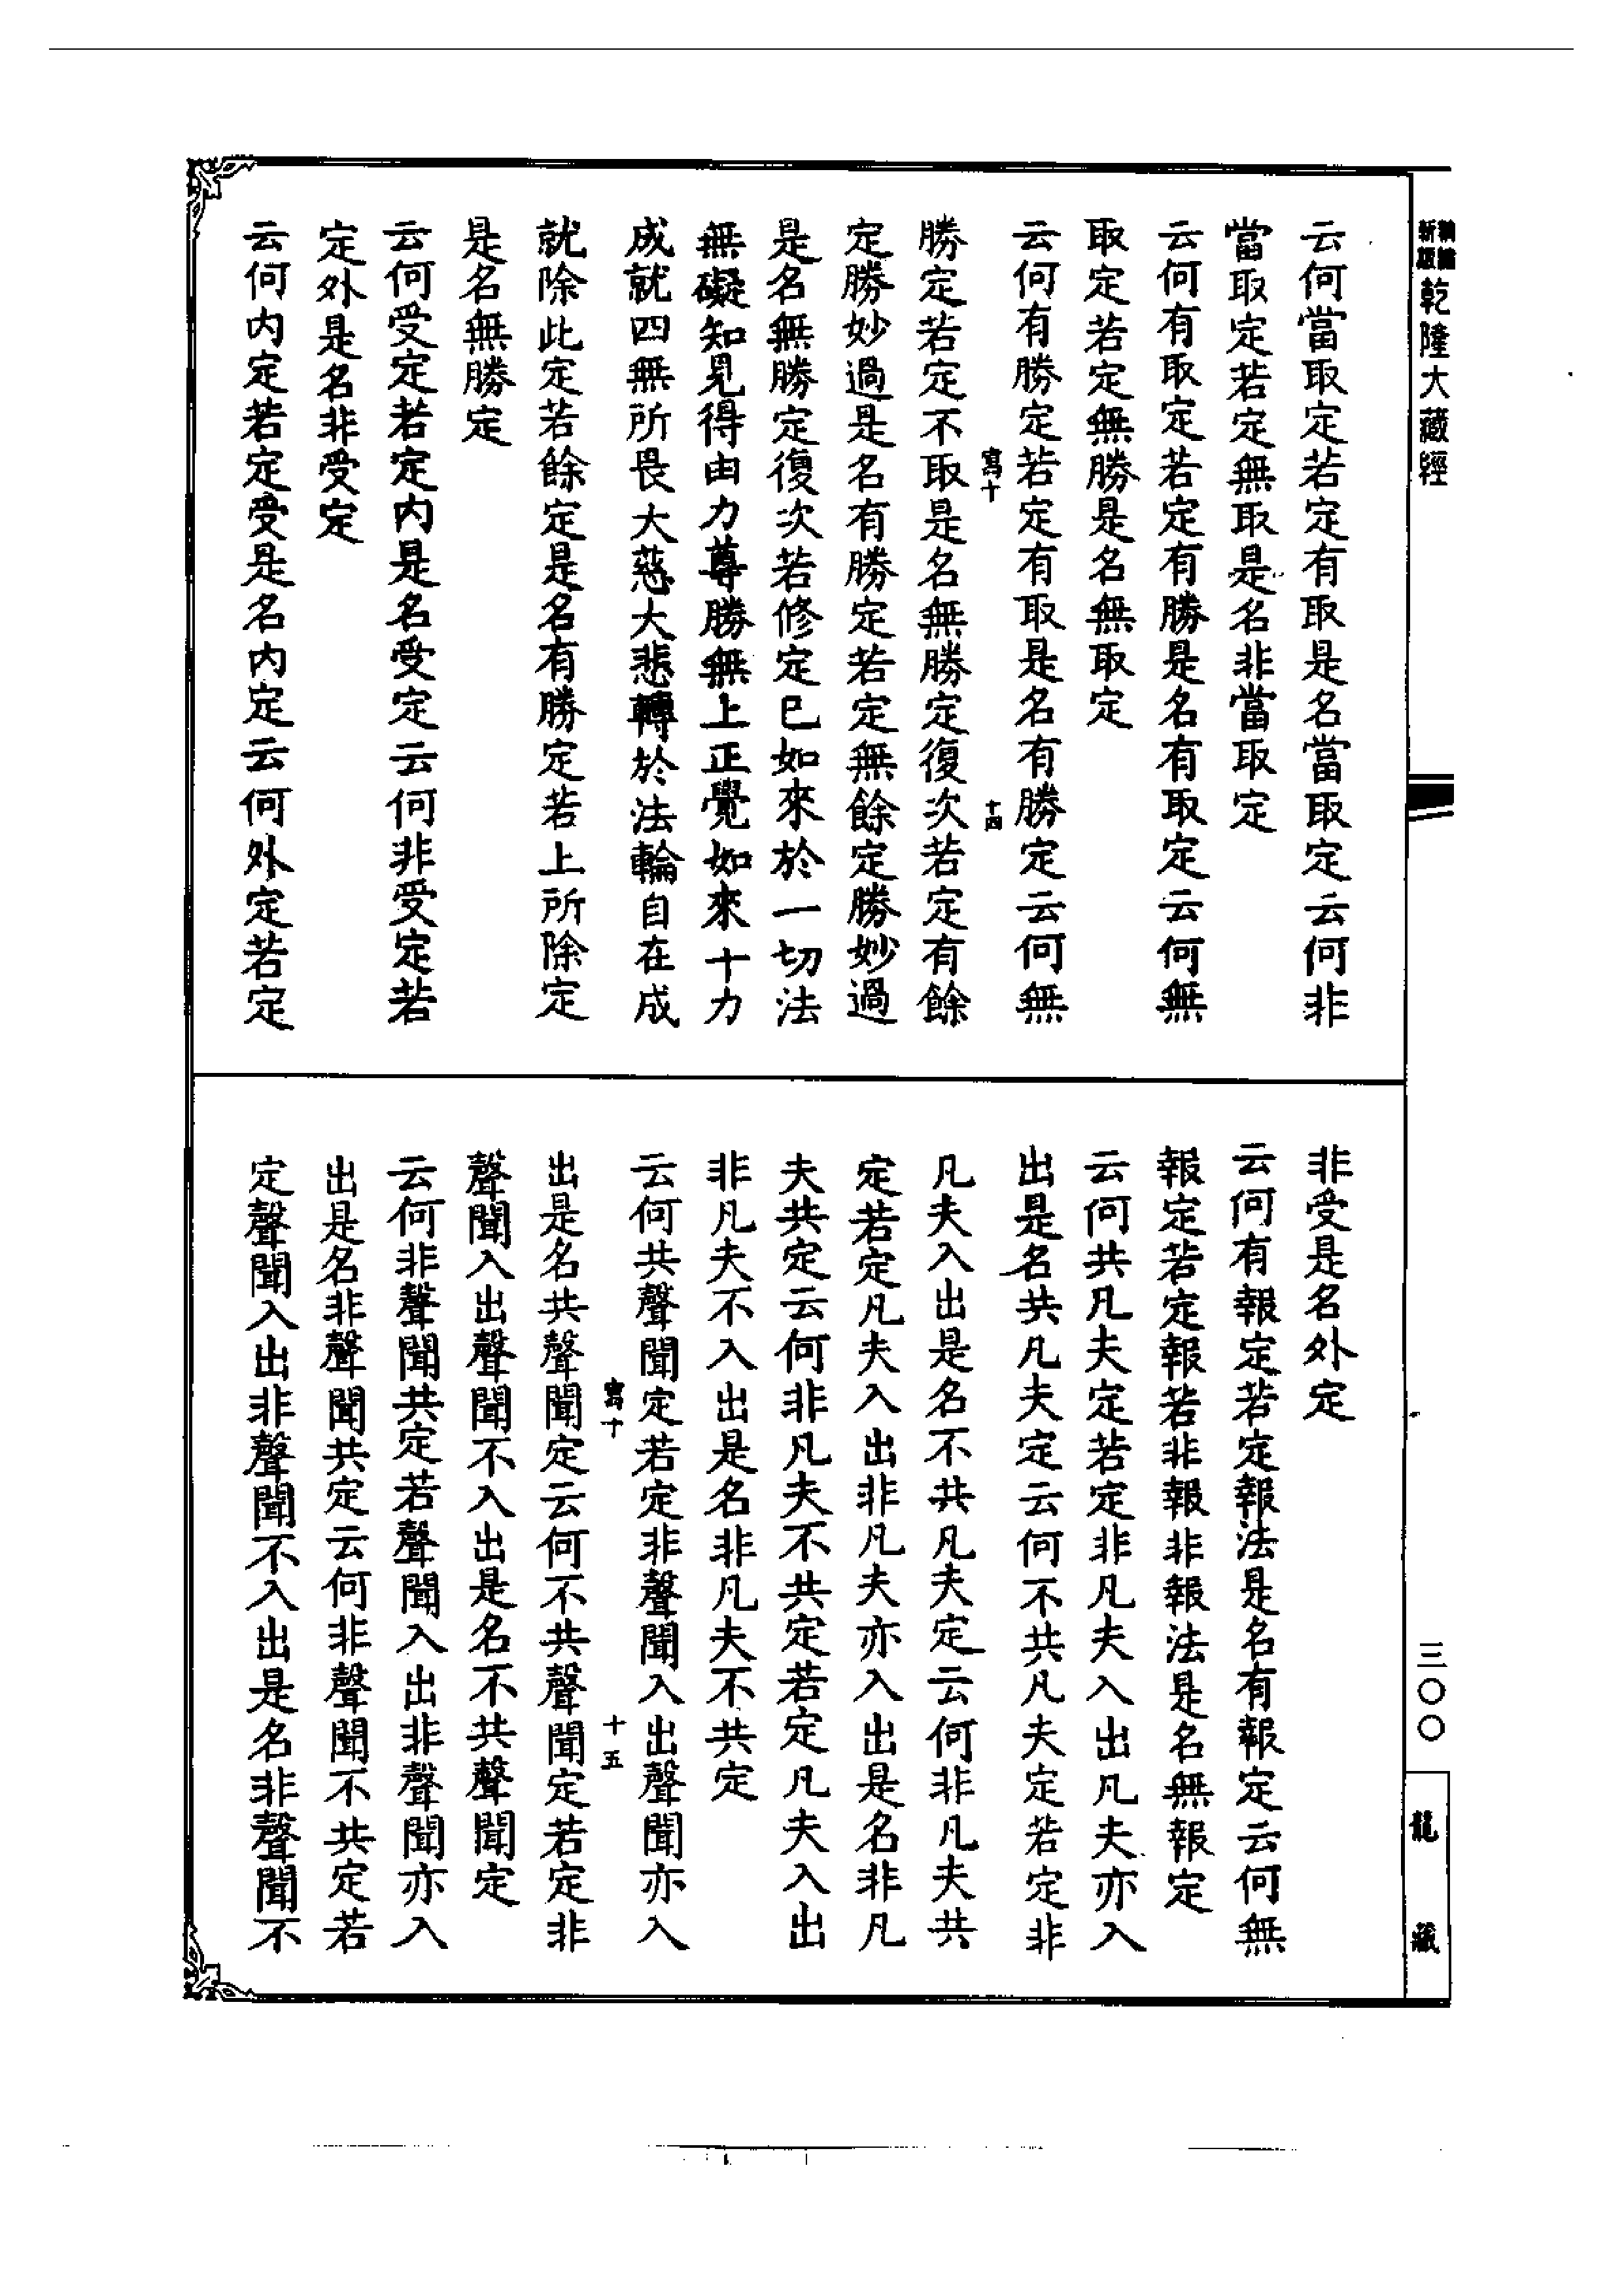 乾隆大藏經
三〇〇
龍藏
云何當取定若定有取是名當取定云何非
當取定若定無取是名非當取定
云何有取定若定有勝是名有取定云何無
取定若定無勝是名無取定
云何有勝定若定有取是名有勝定云何無
寫十
十四
勝定若定不取是名無勝定復次若定有餘
定勝妙過是名有勝定若定無餘定勝妙過
是名無勝定復次若修定已如來於一切法
無礙知見得由力尊勝無上正覺如來十力
成就四無所畏大慈大悲轉於法輪自在成
就除此定若餘定是名有勝定若上所除定
是名無勝定
云何受定若定内是名受定云何非受定若
定外是名非受定
云何内定若定受是名内定云何外定若定
非受是名外定
云何有報定若定報法是名有報定云何無
報定若定報若非報非報法是名無報定
云何共凡夫定若定非凡夫入出凡夫亦入
出是名共凡夫定云何不共凡夫定若定非
凡夫入出是名不共凡夫定云何非凡夫共
定若定凡夫入出非凡夫亦入出是名非凡
夫共定云何非凡夫不共定若定凡夫入出
非凡夫不入出是名非凡夫不共定
云何共聲聞定若定非聲聞入出聲聞亦入
寫十
十五
出是名共聲聞定云何不共聲聞定若定非
聲聞入出聲聞不入出是名不共聲聞定
云何非聲聞共定若聲聞入出非聲聞亦入
出是名非聲聞共定云何非聲聞不共定若
定聲聞入出非聲聞不入出是名非聲聞不